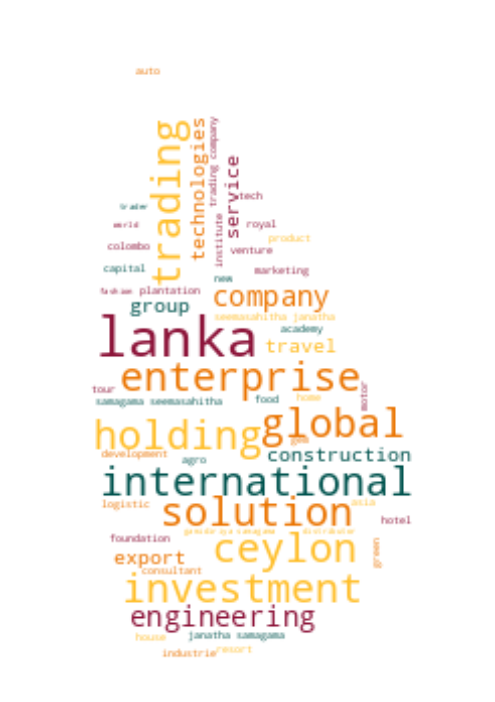 auto
trading
technologies
institute trading company
service
tech
trader
world
royal
product
colombo
venture
capital
marketing
new
fashion plantation
group
company
seemasahitha janatha
lanka
academy
travel
enterprise
tour
motor
samagama seemasahitha
food
home
holding
global
gem
development
agro
construction
international
logistic
solution
asia
hotel
distributor
foundation
ceylon
green
export
consultant
investment
engineering
house
janatha samagama
industrie
resort